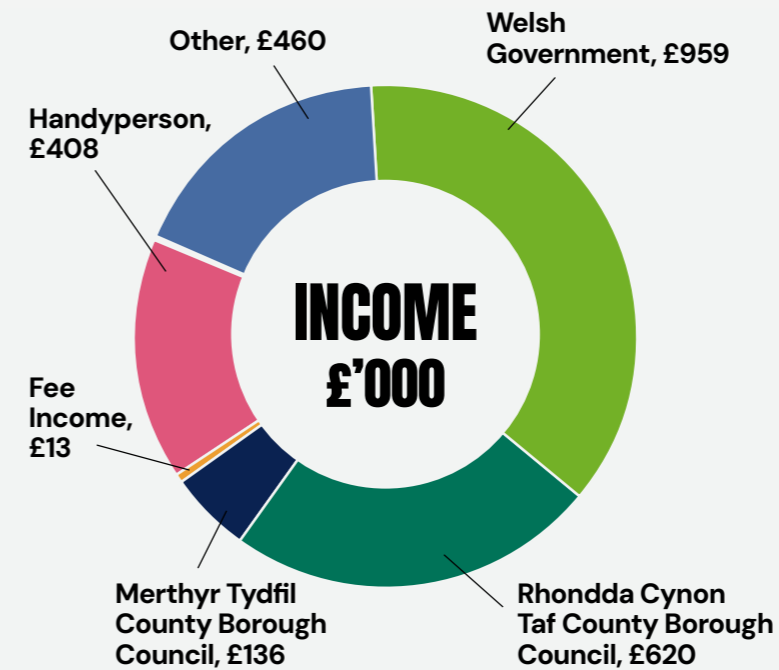 Other, £460
Welsh
Government, £959
Handyperson,
£408
INCOME
£’000
Fee
Income,
£13
Merthyr Tydfil
County Borough
Council, £136
Rhondda Cynon
Taf County Borough
Council, £620